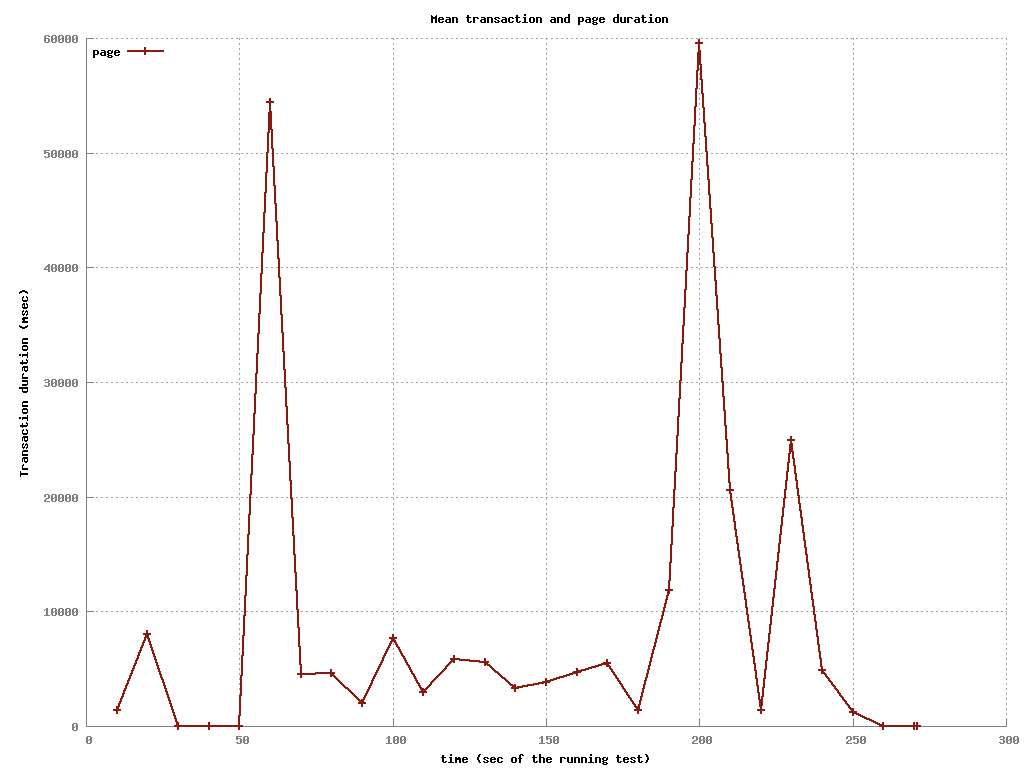 Mean transaction and page duration
page
60000
50000
40000
30000
20000
10000
0
Transaction duration (msec)
0 50 100 150 200 250 300
time (sec of the running test)